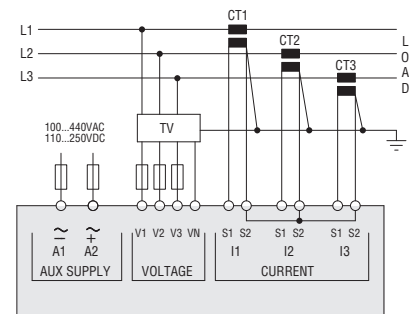 CT1
L1
CT2
L2
CT3
L3
L
O
A
D
100...440VAC
110...250VDC
TV
V1 V2 V3 VN
S1 S2 S1 S2 S1 S2
~ ~
− +
A1 A2
I1 I2 I3
AUX SUPPLY VOLTAGE CURRENT